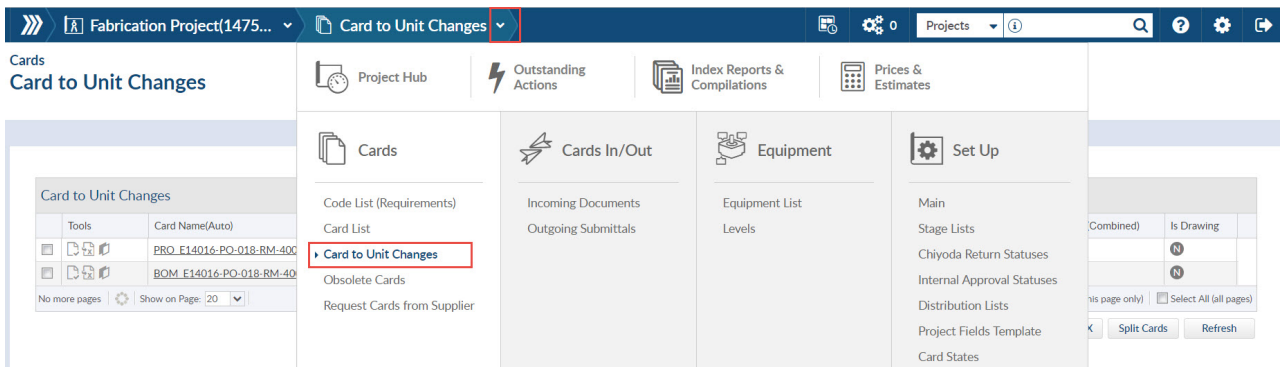 Fabrication Project(1475...
Card to Unit Changes
0
Projects
Cards
Card to Unit Changes
Project Hub
Outstanding
Actions
Index Reports &
Compilations
Prices &
Estimates
Cards
Cards In/Out
Equipment
Set Up
Code List (Requirements)
Card List
Card to Unit Changes
Obsolete Cards
Request Cards from Supplier
Incoming Documents
Outgoing Submittals
Equipment List
Levels
Main
Stage Lists
Chiyoda Return Statuses
Internal Approval Statuses
Distribution Lists
Project Fields Template
Card States
Card to Unit Changes
Tools Card Name(Auto) Combined) Is Drawing
PRO_E14016-PO-018-RM-400 N
BOM_E14016-PO-018-RM-40 N
No more pages Show on Page: 20 his page only) Select All (all pages)
X Split Cards Refresh